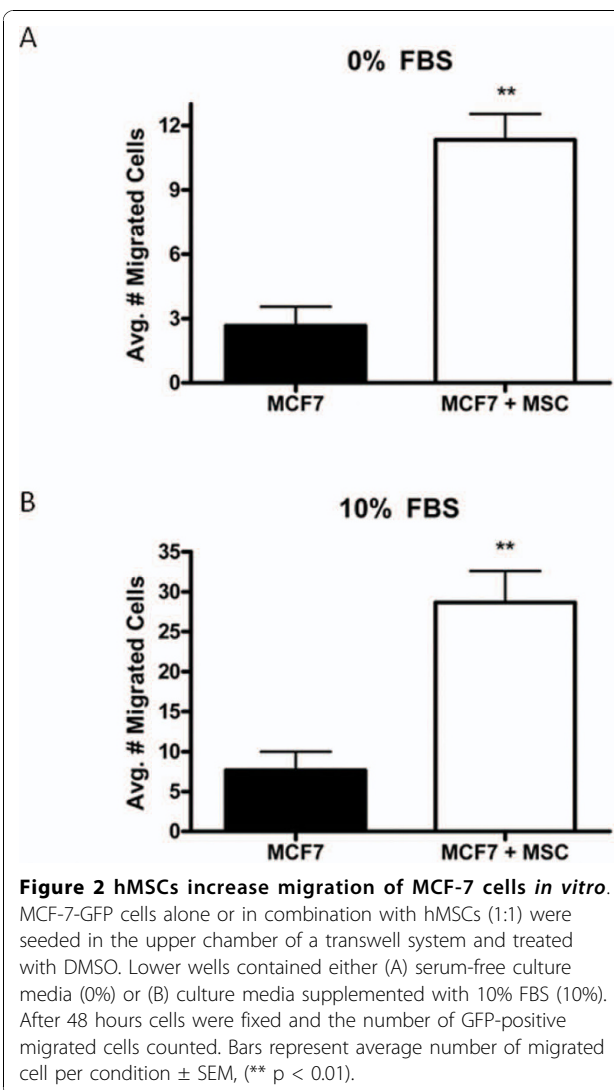 A
0% FBS
**
Avg. # Migrated Cells
12
9
6
3
0
MCF7
MCF7 + MSC
B
10% FBS
**
Avg. # Migrated Cells
35
30
25
20
15
10
5
0
MCF7
MCF7 + MSC
Figure 2 hMSCs increase migration of MCF-7 cells in vitro.
MCF-7-GFP cells alone or in combination with hMSCs (1:1) were
seeded in the upper chamber of a transwell system and treated
with DMSO. Lower wells contained either (A) serum-free culture
media (0%) or (B) culture media supplemented with 10% FBS (10%).
After 48 hours cells were fixed and the number of GFP-positive
migrated cells counted. Bars represent average number of migrated
cell per condition ± SEM, (** p < 0.01).